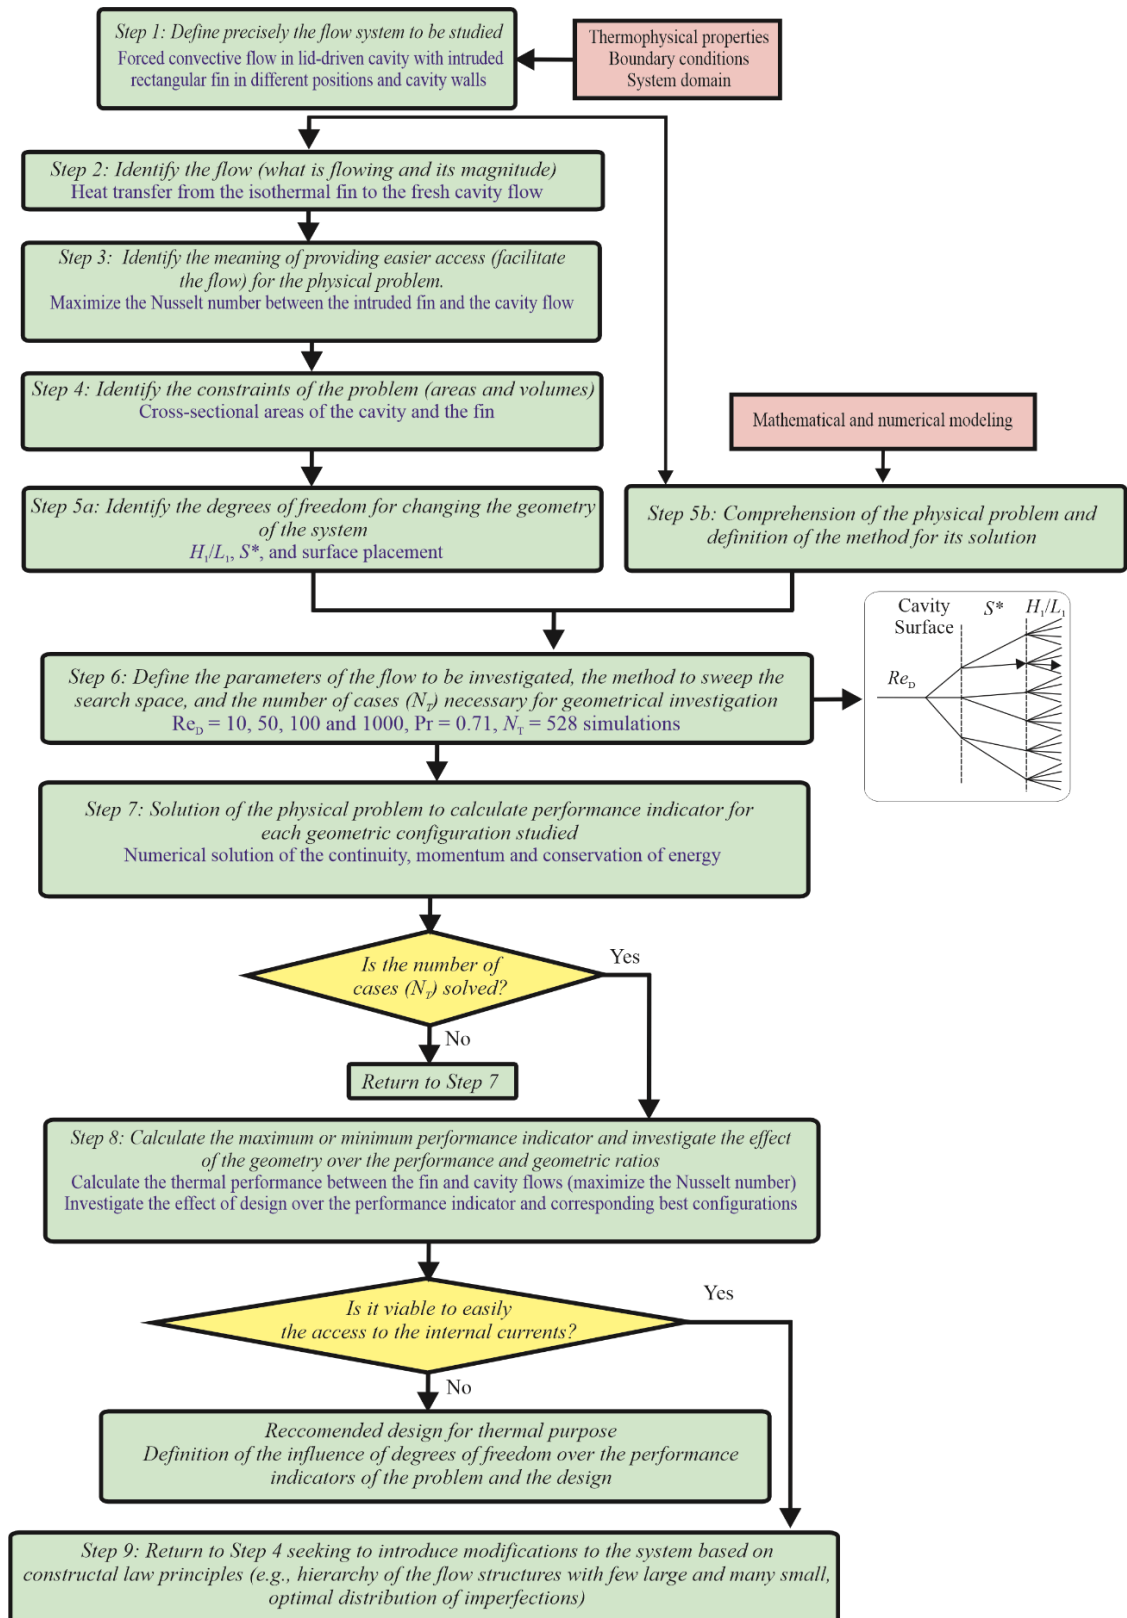 Step 1: Define precisely the flow system to be studied
Forced convective flow in lid-driven cavity with intruded
rectangular fin in different positions and cavity walls
Thermophysical properties
Boundary conditions
System domain
Step 2: Identify the flow (what is flowing and its magnitude)
Heat transfer from the isothermal fin to the fresh cavity flow
Step 3: Identify the meaning of providing easier access (facilitate
the flow) for the physical problem.
Maximize the Nusselt number between the intruded fin and the cavity flow
Step 4: Identify the constraints of the problem (areas and volumes)
Cross-sectional areas of the cavity and the fin
Mathematical and numerical modeling
Step 5a: Identify the degrees of freedom for changing the geometry
of the system
H₁/L₁, S*, and surface placement
Step 5b: Comprehension of the physical problem and
definition of the method for its solution
Cavity
Surface
S*
H₁/L₁
Re_D
Step 6: Define the parameters of the flow to be investigated, the method to sweep the
search space, and the number of cases (N_T) necessary for geometrical investigation
Re_D = 10, 50, 100 and 1000, Pr = 0.71, N_T = 528 simulations
Step 7: Solution of the physical problem to calculate performance indicator for
each geometric configuration studied
Numerical solution of the continuity, momentum and conservation of energy
Is the number of
cases (N_T) solved?
Yes
No
Return to Step 7
Step 8: Calculate the maximum or minimum performance indicator and investigate the effect
of the geometry over the performance and geometric ratios
Calculate the thermal performance between the fin and cavity flows (maximize the Nusselt number)
Investigate the effect of design over the performance indicator and corresponding best configurations
Is it viable to easily
the access to the internal currents?
Yes
No
Reccomended design for thermal purpose
Definition of the influence of degrees of freedom over the performance
indicators of the problem and the design
Step 9: Return to Step 4 seeking to introduce modifications to the system based on
constructal law principles (e.g., hierarchy of the flow structures with few large and many small,
optimal distribution of imperfections)